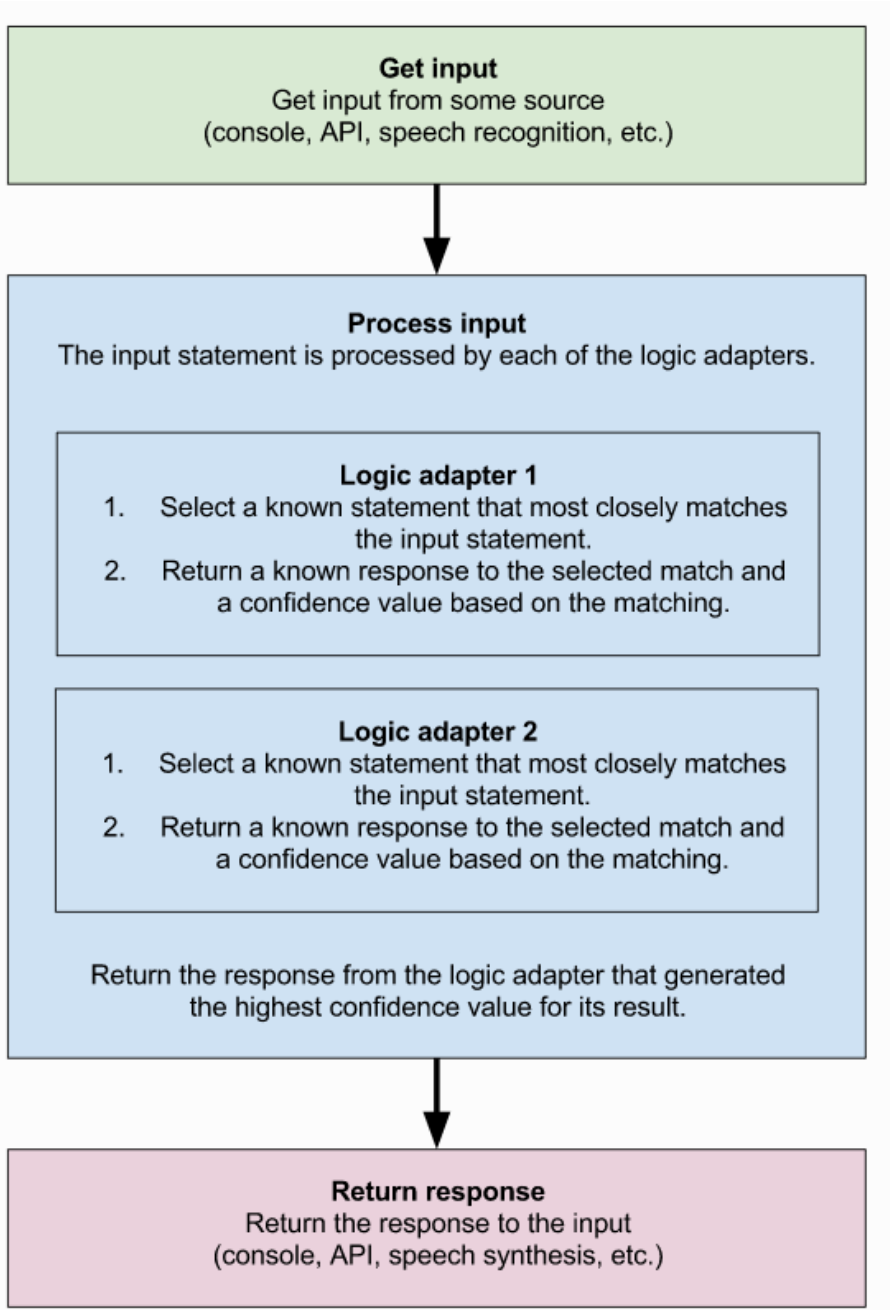 Get input
Get input from some source
(console, API, speech recognition, etc.)
Process input
The input statement is processed by each of the logic adapters.
Logic adapter 1
1. Select a known statement that most closely matches
the input statement.
2. Return a known response to the selected match and
a confidence value based on the matching.
Logic adapter 2
1. Select a known statement that most closely matches
the input statement.
2. Return a known response to the selected match and
a confidence value based on the matching.
Return the response from the logic adapter that generated
the highest confidence value for its result.
Return response
Return the response to the input
(console, API, speech synthesis, etc.)